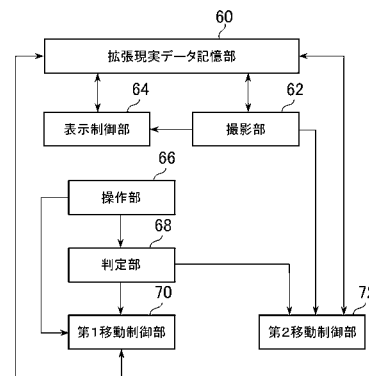 60
拡張現実データ記憶部
64
表示制御部
62
撮影部
66
操作部
68
判定部
70
第1移動制御部
72
第2移動制御部